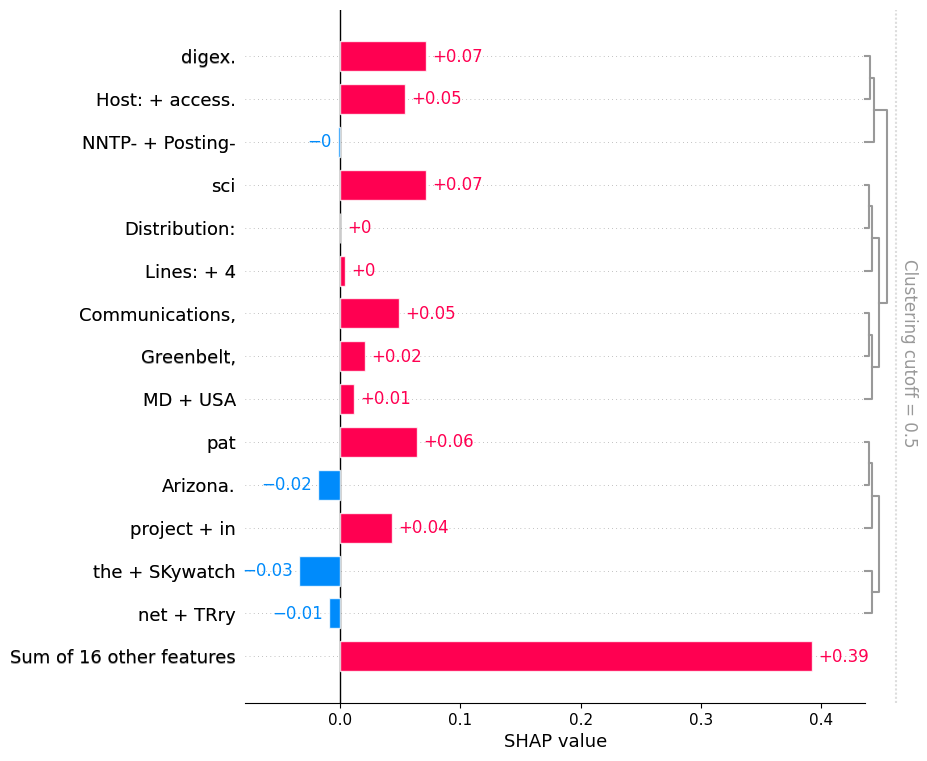 digex. +0.07
Host: + access. +0.05
NNTP- + Posting- −0
sci +0.07
Distribution: +0
Lines: + 4 +0
Communications, +0.05
Greenbelt, +0.02
MD + USA +0.01
pat +0.06
Arizona. −0.02
project + in +0.04
the + SKywatch −0.03
net + TRry −0.01
Sum of 16 other features +0.39
0.0 0.1 0.2 0.3 0.4
SHAP value
Clustering cutoff = 0.5